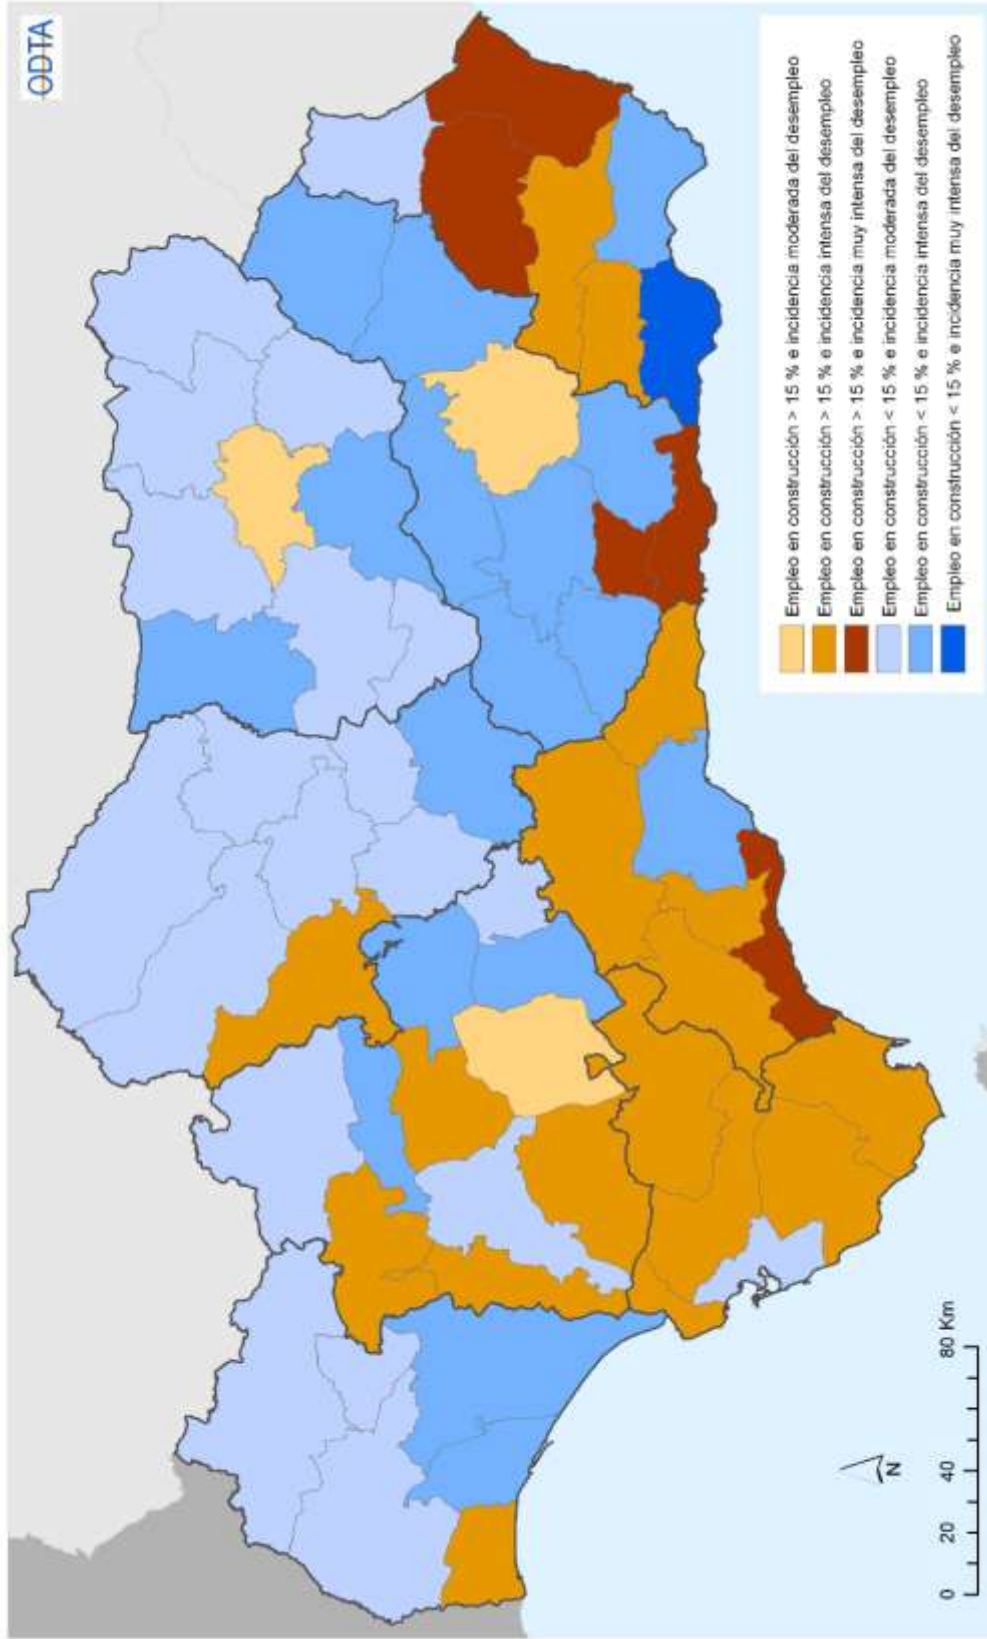 ODTA
Empleo en construcción > 15 % e incidencia moderada del desempleo
Empleo en construcción > 15 % e incidencia intensa del desempleo
Empleo en construcción > 15 % e incidencia muy intensa del desempleo
Empleo en construcción < 15 % e incidencia moderada del desempleo
Empleo en construcción < 15 % e incidencia intensa del desempleo
Empleo en construcción < 15 % e incidencia muy intensa del desempleo
N
0 20 40 80 Km